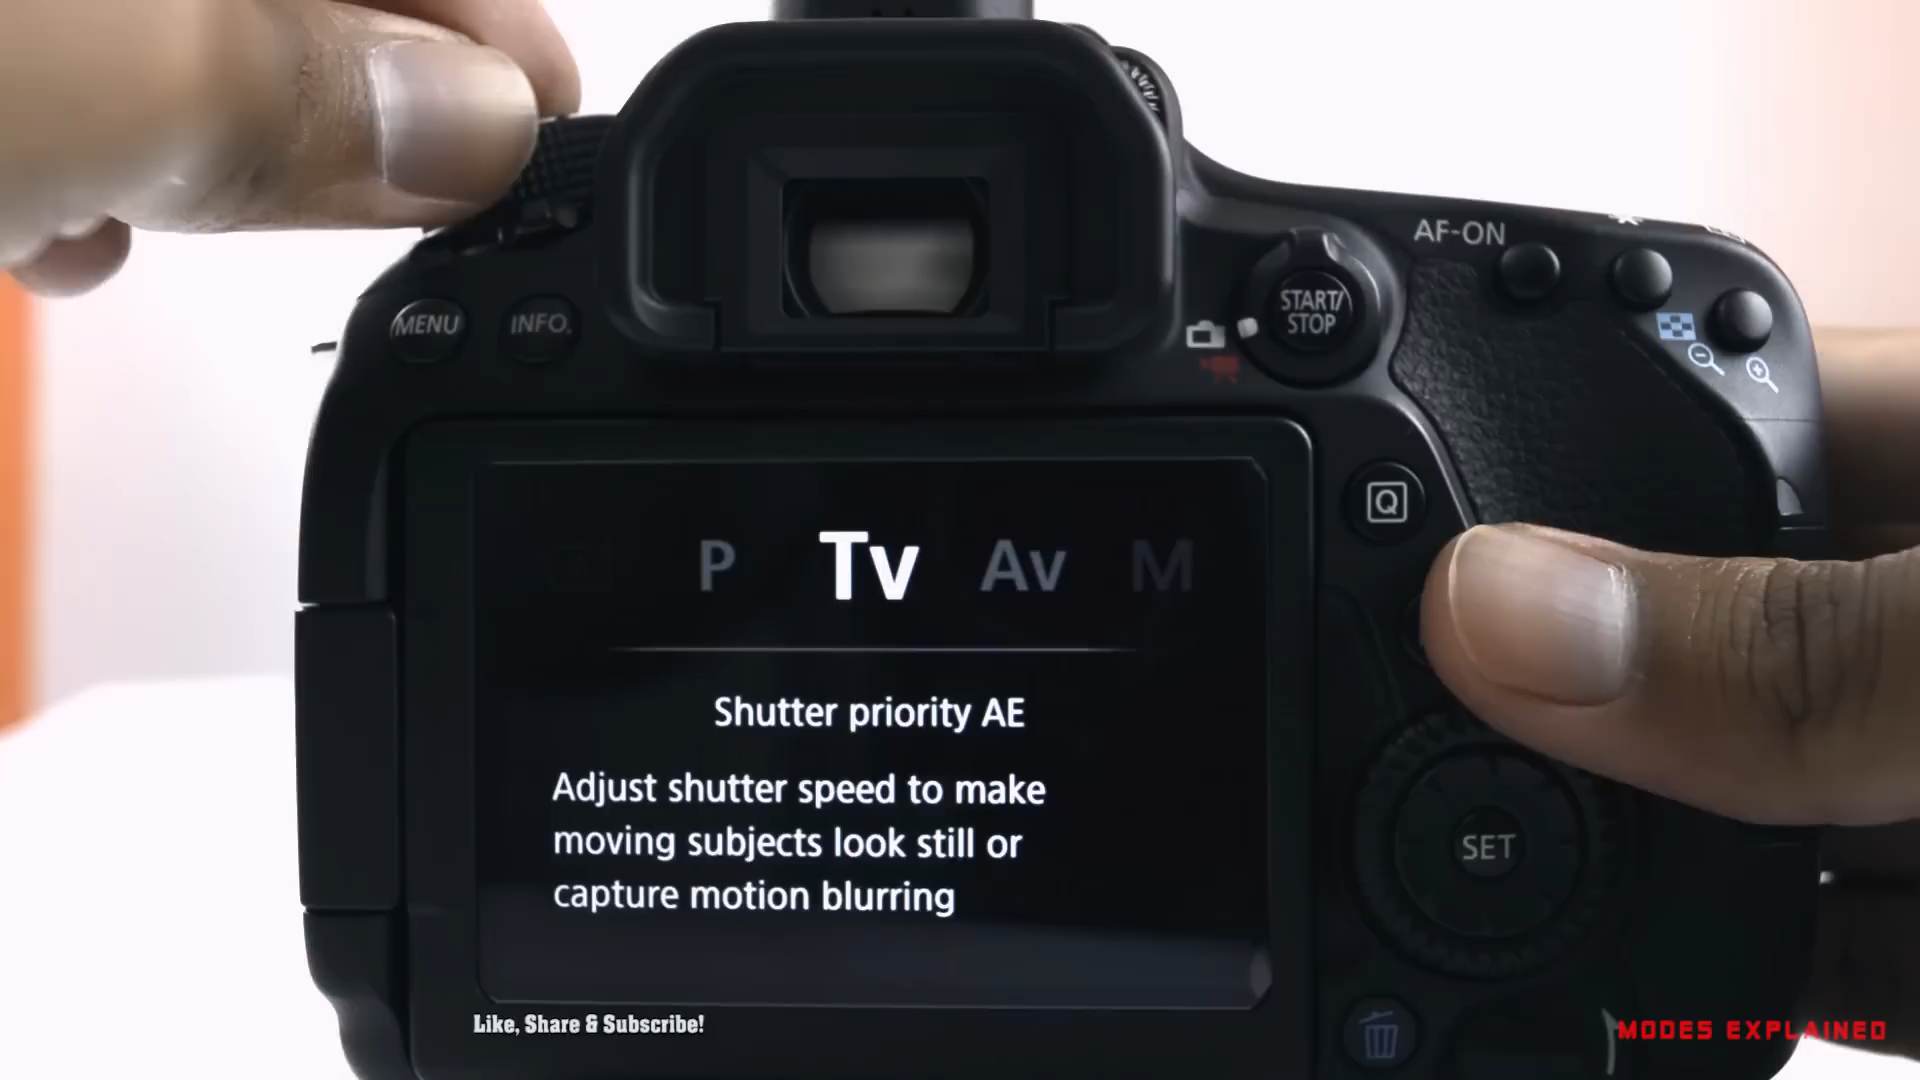 AF-ON
MENU
INFO.
START/
STOP
Q
P Tv Av M
Shutter priority AE
Adjust shutter speed to make
moving subjects look still or
capture motion blurring
SET
Like, Share & Subscribe!
MODES EXPLAINED